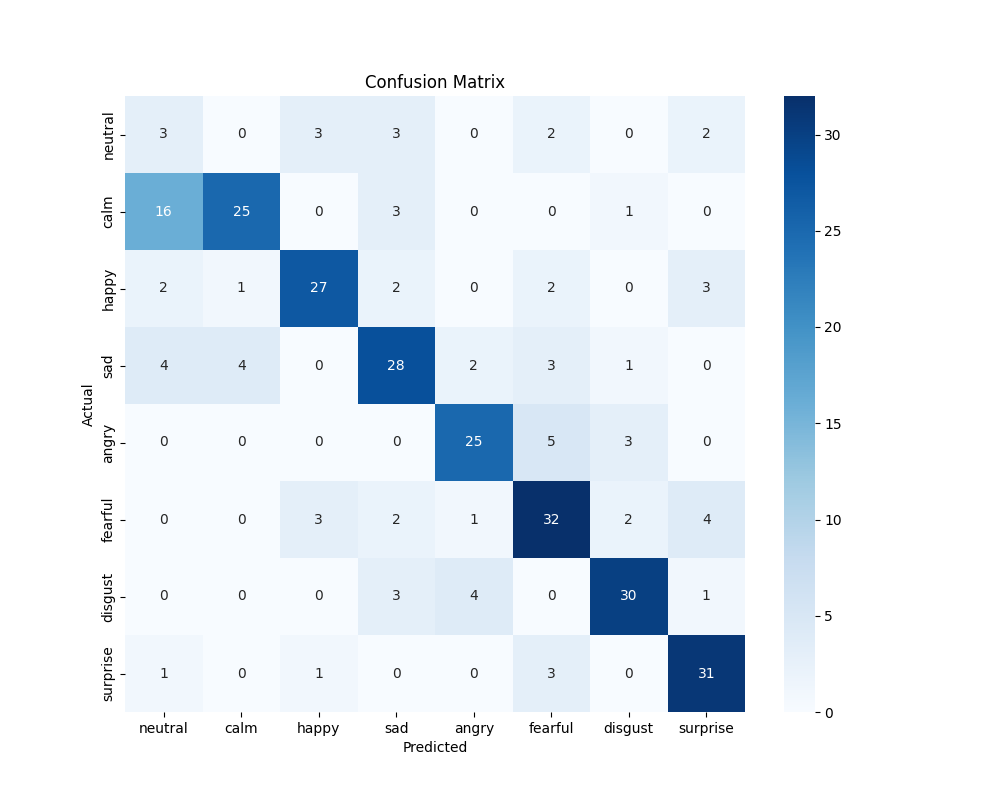 Confusion Matrix
neutral 3 0 3 3 0 2 0 2
calm 16 25 0 3 0 0 1 0
happy 2 1 27 2 0 2 0 3
sad 4 4 0 28 2 3 1 0
angry 0 0 0 0 25 5 3 0
fearful 0 0 3 2 1 32 2 4
disgust 0 0 0 3 4 0 30 1
surprise 1 0 1 0 0 3 0 31
neutral calm happy sad angry fearful disgust surprise
Predicted
Actual
30
25
20
15
10
5
0